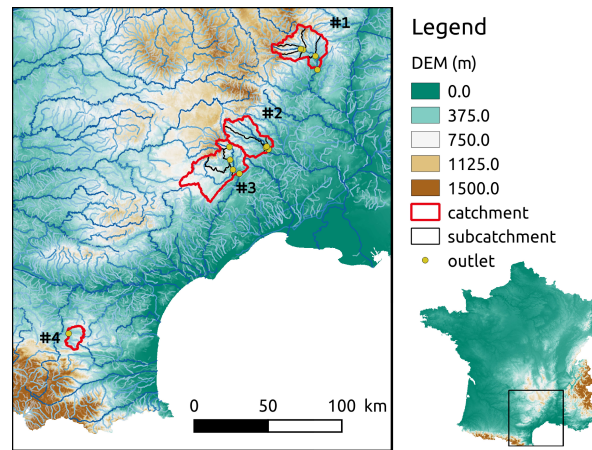 #1
#2
#3
#4
0 50 100 km
Legend
DEM (m)
0.0
375.0
750.0
1125.0
1500.0
catchment
subcatchment
outlet